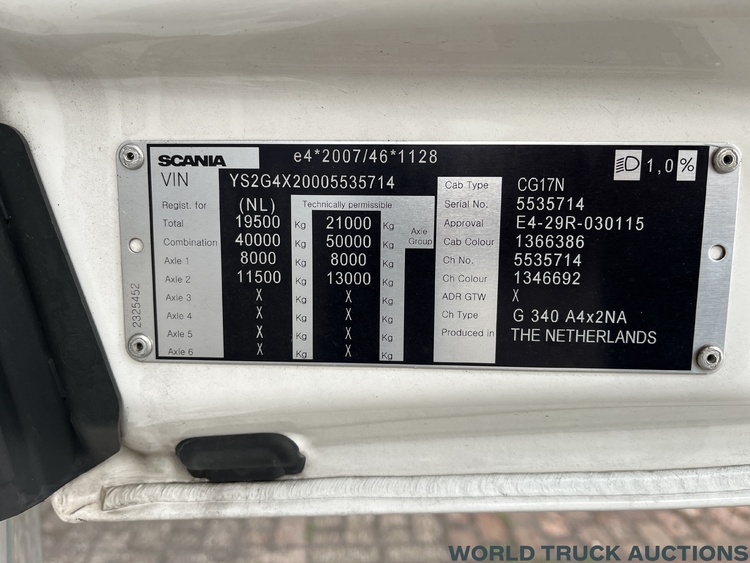 SCANIA e4*2007/46*1128 1,0 %
VIN YS2G4X20005535714
Regist. for (NL) Technically permissible
Total 19500 Kg 21000 Kg Axle Group
Combination 40000 Kg 50000 Kg
Axle 1 8000 Kg 8000 Kg
Axle 2 11500 Kg 13000 Kg
Axle 3 X Kg X Kg
Axle 4 X Kg X Kg
Axle 5 X Kg X Kg
Axle 6 X Kg X Kg
Cab Type CG17N
Serial No. 5535714
Approval E4-29R-030115
Cab Colour 1366386
Ch No. 5535714
Ch Colour 1346692
ADR GTW X
Ch Type G 340 A4x2NA
Produced in THE NETHERLANDS
2325452
WORLD TRUCK AUCTIONS